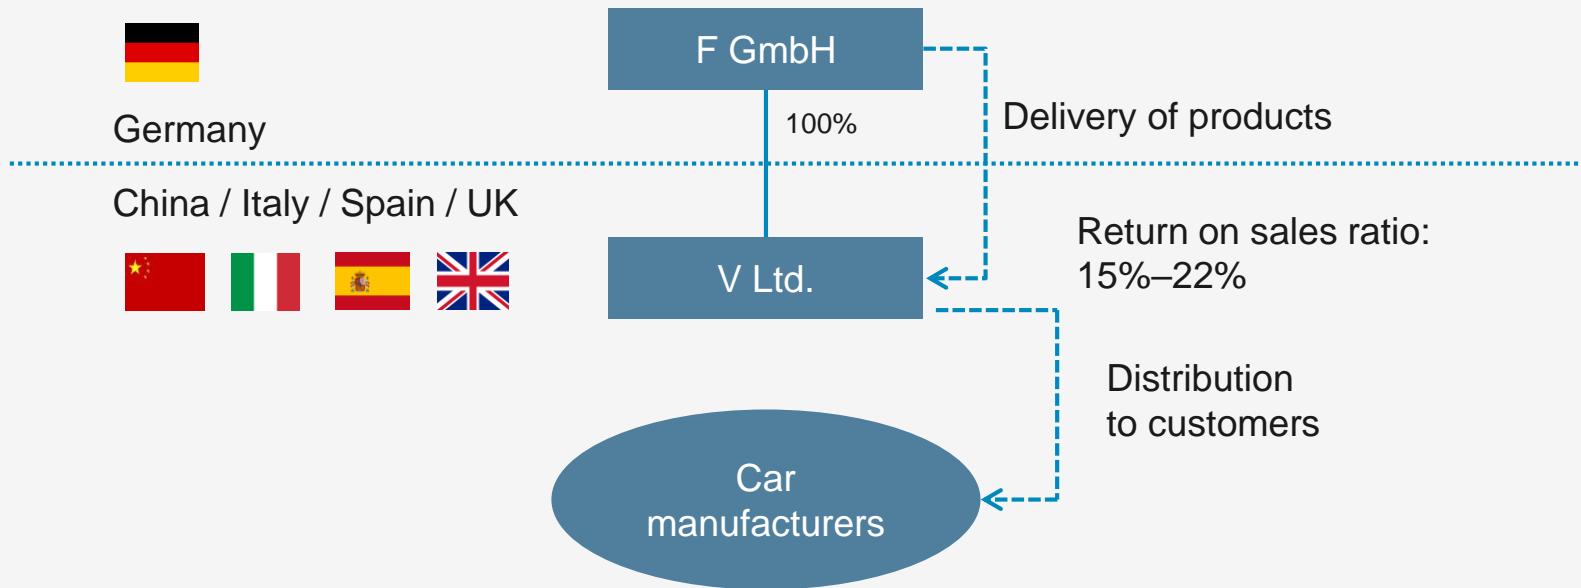 F GmbH
Germany
100%
Delivery of products
China / Italy / Spain / UK
V Ltd.
Return on sales ratio:
15%–22%
Distribution
to customers
Car
manufacturers